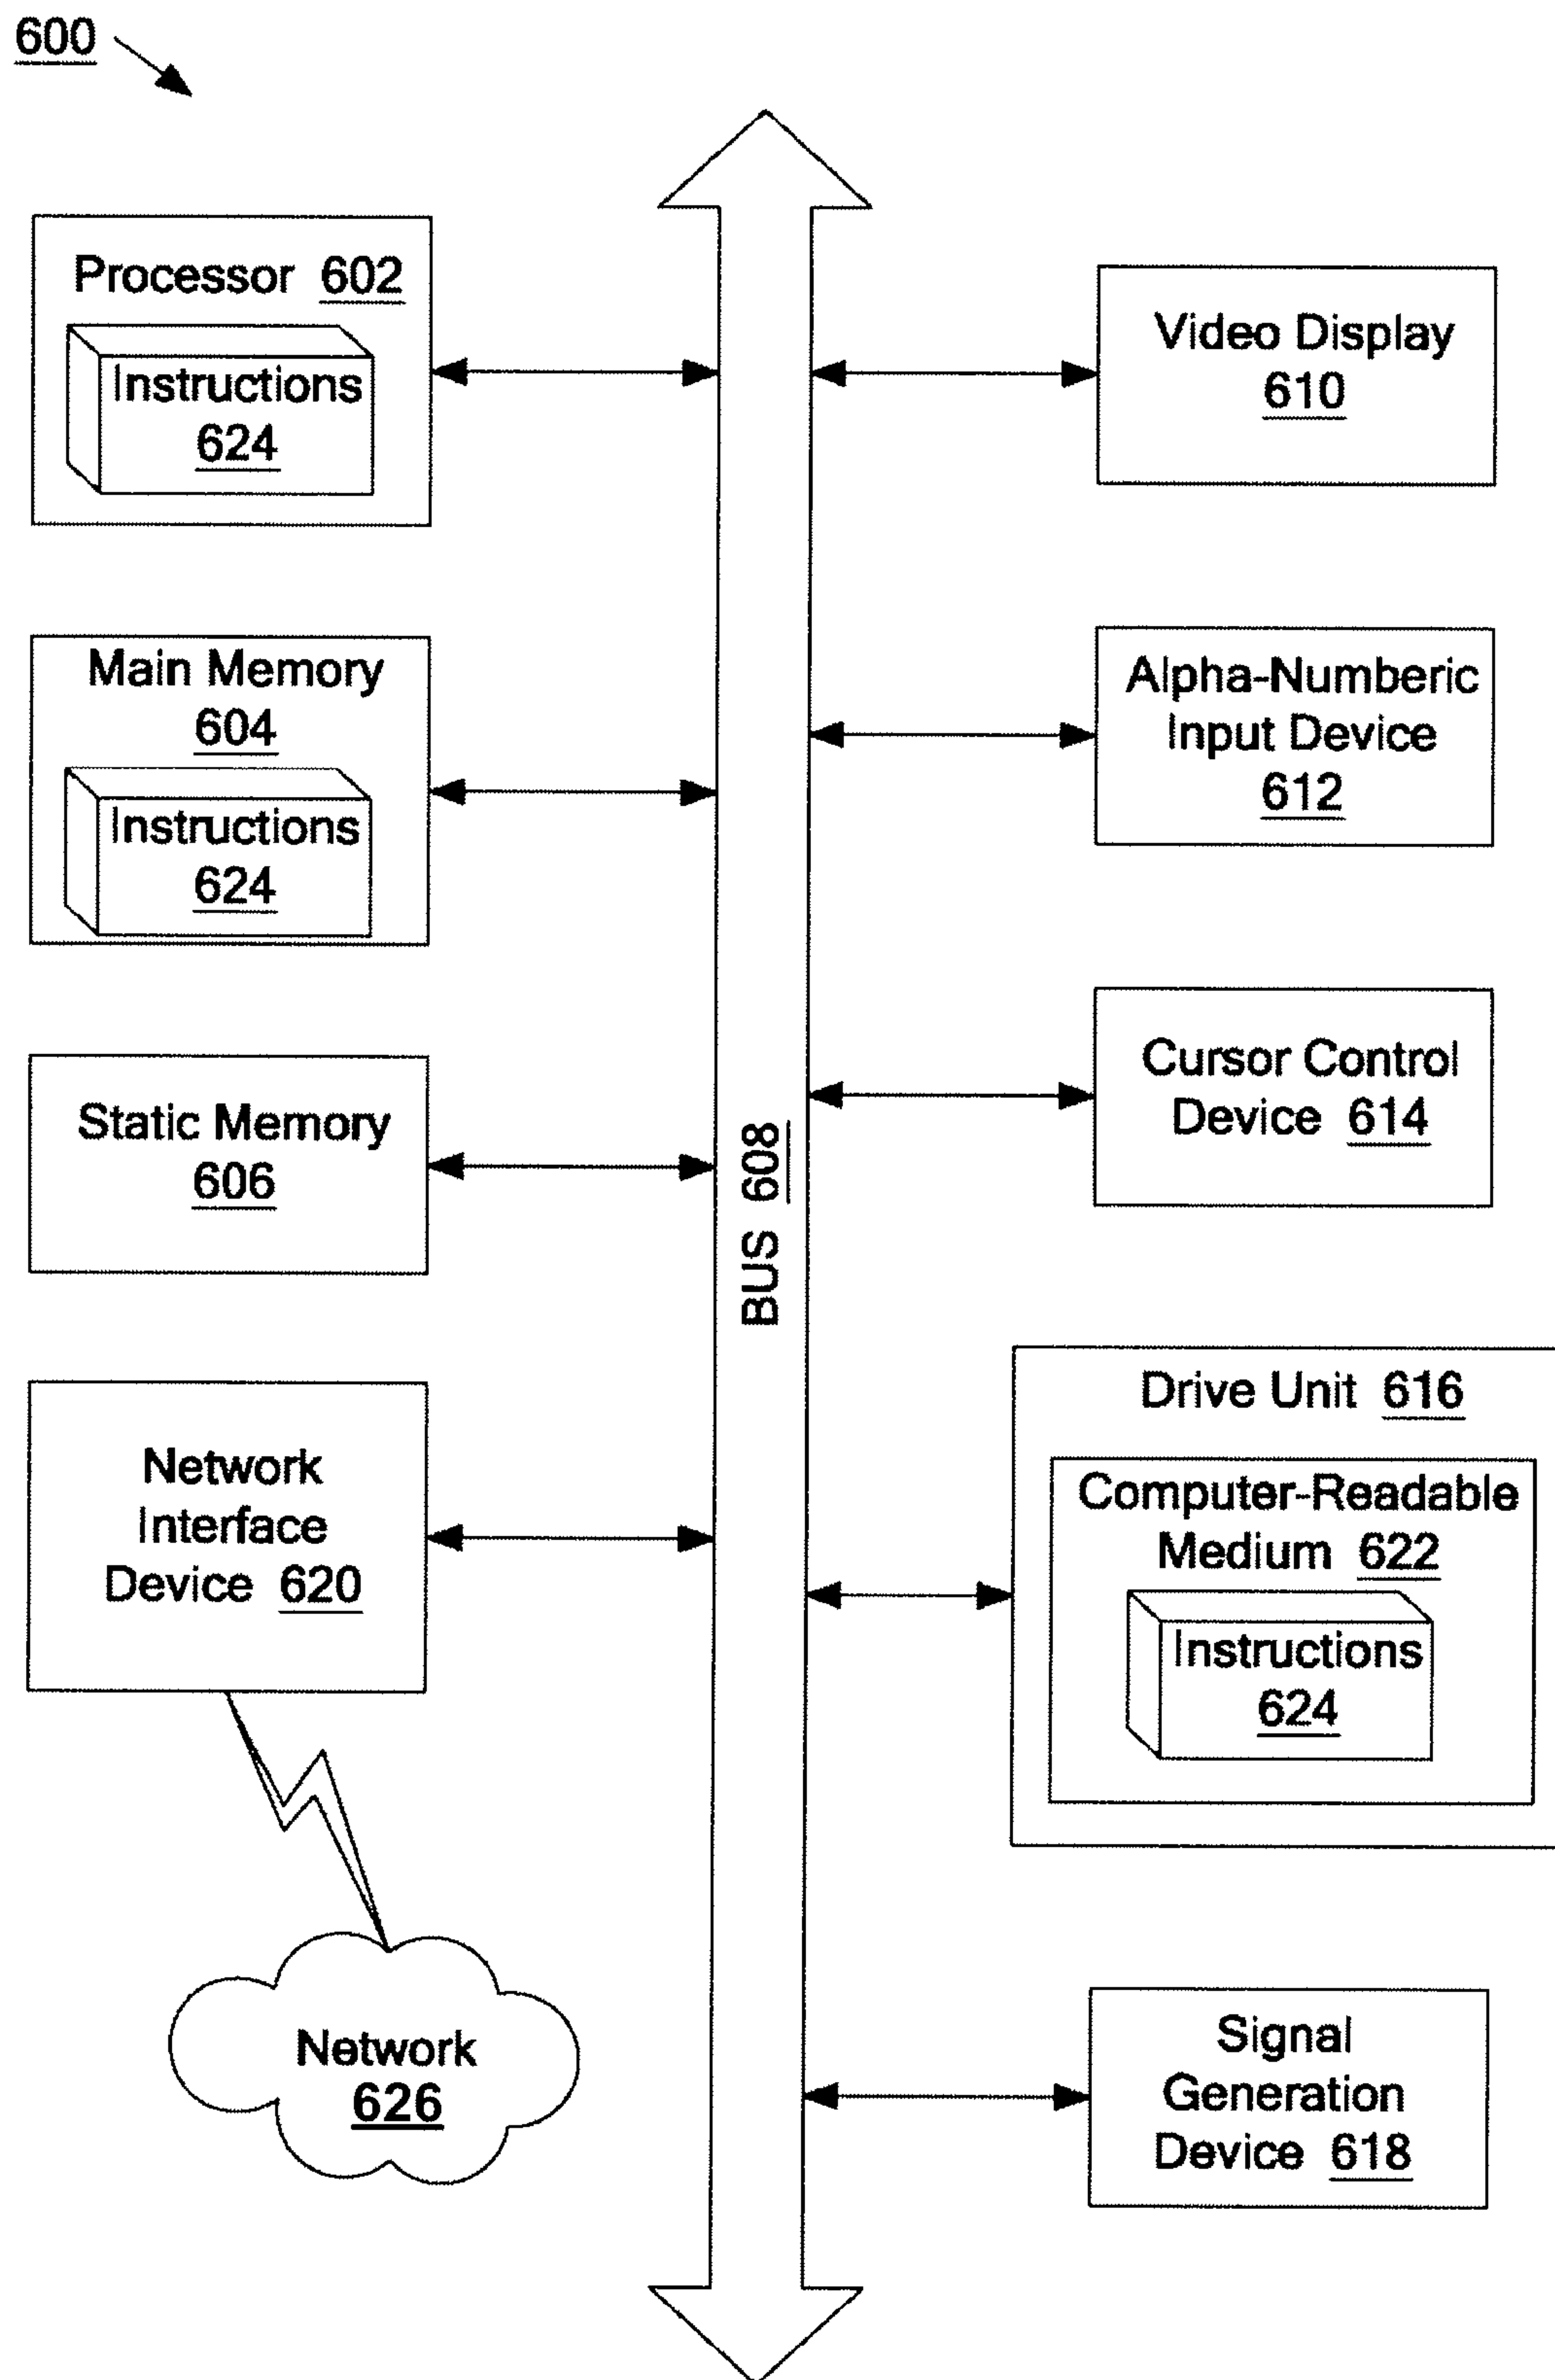 600
Processor 602
Instructions
624
Main Memory
604
Instructions
624
Static Memory
606
Network
Interface
Device 620
Network
626
BUS 608
Video Display
610
Alpha-Numberic
Input Device
612
Cursor Control
Device 614
Drive Unit 616
Computer-Readable
Medium 622
Instructions
624
Signal
Generation
Device 618